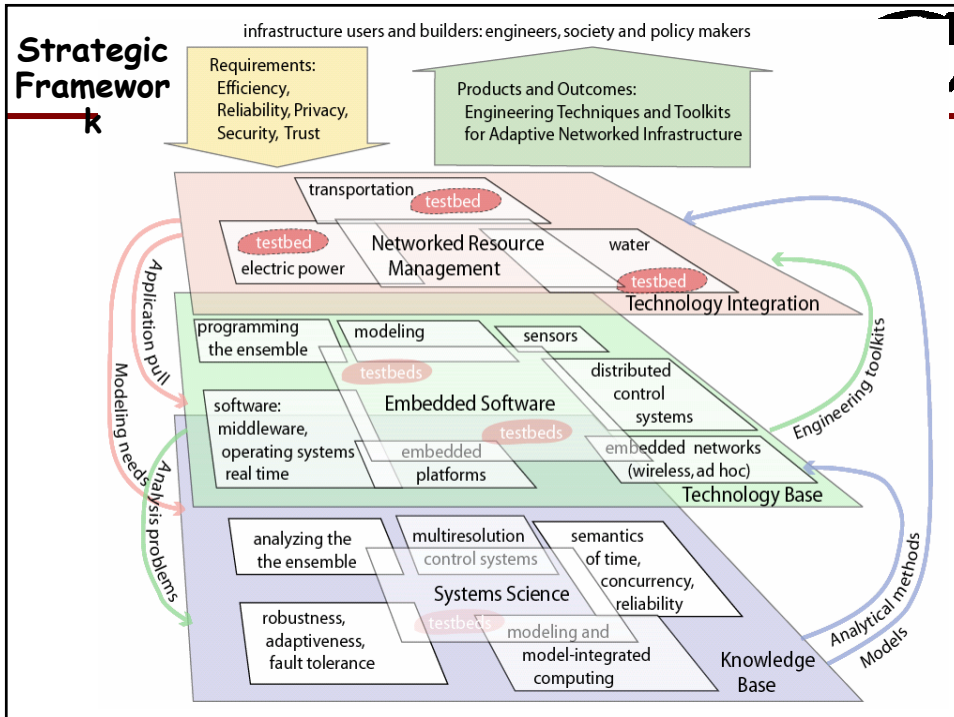 infrastructure users and builders: engineers, society and policy makers
Strategic
Framewor
k
Requirements:
Efficiency,
Reliability, Privacy,
Security, Trust
Products and Outcomes:
Engineering Techniques and Toolkits
for Adaptive Networked Infrastructure
transportation
testbed
testbed
electric power
Networked Resource
Management
water
testbed
Technology Integration
Application pull
Modeling needs
programming
the ensemble
modeling
sensors
testbeds
distributed
control
systems
Embedded Software
software:
middleware,
operating systems
real time
testbeds
embedded
platforms
embedded networks
(wireless, ad hoc)
Technology Base
Engineering toolkits
Analysis problems
analyzing the
the ensemble
multiresolution
control systems
semantics
of time,
concurrency,
reliability
Systems Science
robustness,
adaptiveness,
fault tolerance
testbeds
modeling and
model-integrated
computing
Knowledge
Base
Analytical methods
Models